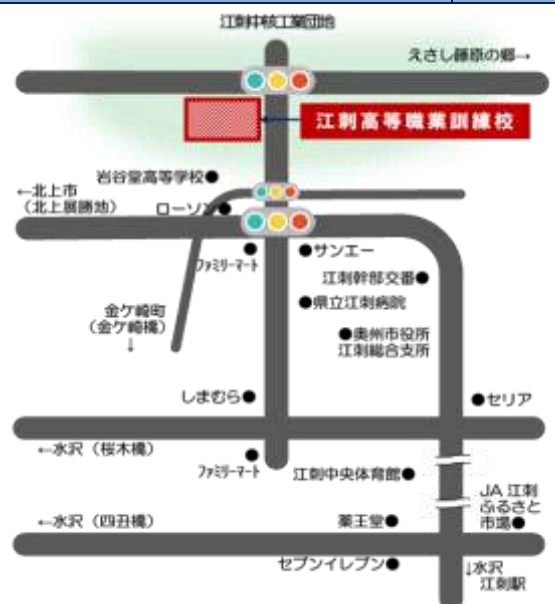 江刺中核工業団地
えさし藤原の郷→
江刺高等職業訓練校
岩谷堂高等学校●
←北上市
（北上展勝地）
ローソン●
ﾌｧﾐﾘｰﾏｰﾄ
●サンエー
江刺幹部交番●
●県立江刺病院
金ケ崎町
（金ケ崎橋）
↓
●奥州市役所
江刺総合支所
しまむら●
●セリア
←水沢（桜木橋）
ﾌｧﾐﾘｰﾏｰﾄ
江刺中央体育館●
JA 江刺
ふるさと
市場●
←水沢（四丑橋）
薬王堂●
セブンイレブン●
↓水沢
江刺駅